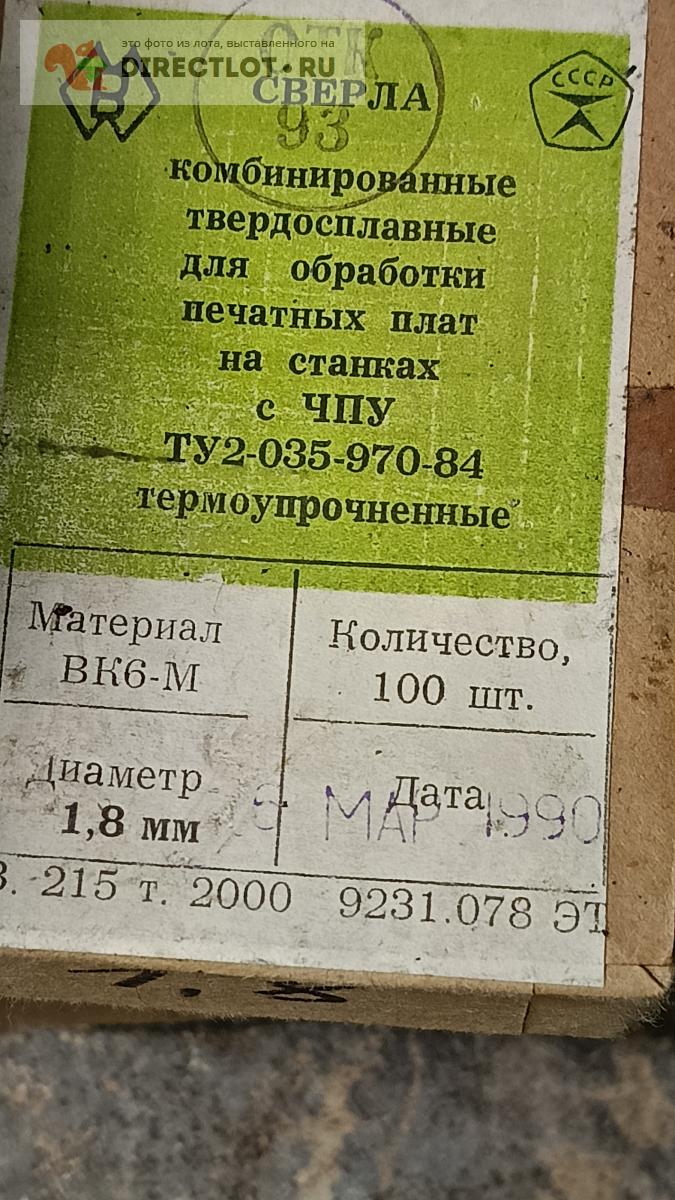 это фото из лота, выставленного на
DIRECTLOT.RU
ОТК
93
СВЕРЛА
СССР
комбинированные
твердосплавные
для обработки
печатных плат
на станках
с ЧПУ
ТУ2-035-970-84
термоупрочненные
Материал
ВК6-М
Количество,
100 шт.
Диаметр
1,8 мм
Дата
МАР 1990
З. 215 т. 2000 9231.078 ЭТ
1.8